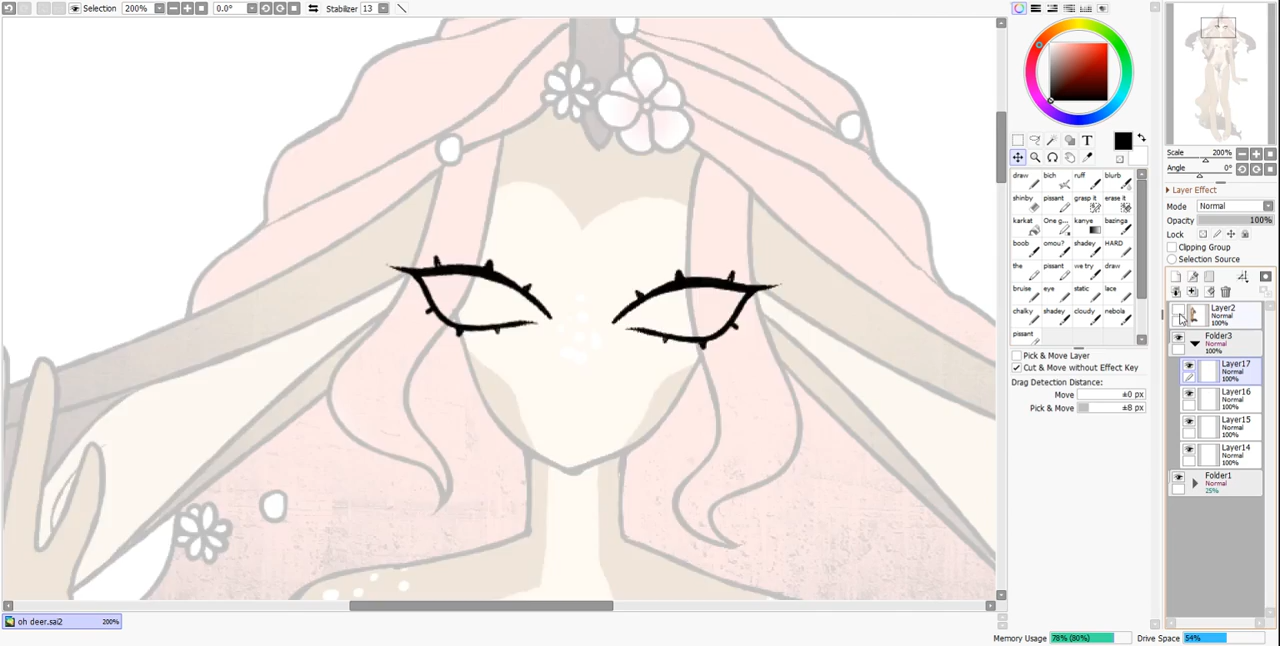 Selection 200% 0.0° Stabilizer 13
Scale 200%
Angle 0°
Layer Effect
Mode Normal
Opacity 100%
Lock
Clipping Group
Selection Source
T
draw bich ruff blurb
shinby pissant grasp it erase it
karkat One g... kanye bazinga
boob omou? shadey HARD
the pissant we try draw
bruise eye static lace
chalky shadey cloudy nebola
pissant
Pick & Move Layer
Cut & Move without Effect Key
Drag Detection Distance:
Move ±0 px
Pick & Move ±8 px
Layer2
Normal
100%
Folder3
Normal
100%
Layer17
Normal
100%
Layer16
Normal
100%
Layer15
Normal
100%
Layer14
Normal
100%
Folder1
Normal
25%
oh deer.sai2 200%
Memory Usage 78% (80%) Drive Space 54%